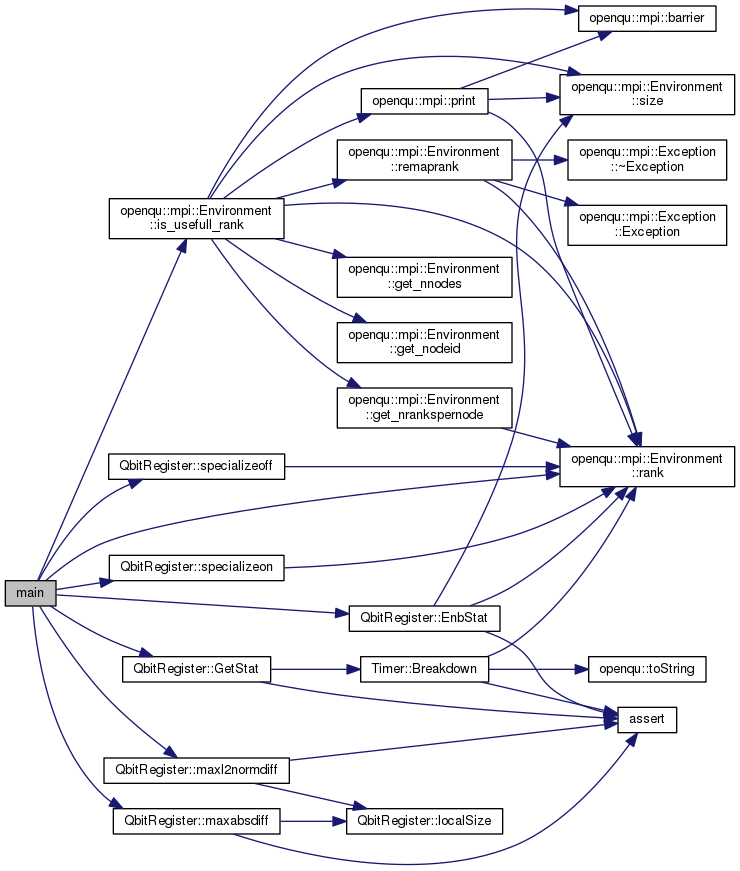 openqu::mpi::barrier
openqu::mpi::Environment
::size
openqu::mpi::print
openqu::mpi::Environment
::remaprank
openqu::mpi::Exception
::~Exception
openqu::mpi::Environment
::is_usefull_rank
openqu::mpi::Exception
::Exception
openqu::mpi::Environment
::get_nnodes
openqu::mpi::Environment
::get_nodeid
openqu::mpi::Environment
::get_nrankspernode
QbitRegister::specializeoff
openqu::mpi::Environment
::rank
QbitRegister::specializeon
main
QbitRegister::EnbStat
QbitRegister::GetStat
Timer::Breakdown
openqu::toString
assert
QbitRegister::maxl2normdiff
QbitRegister::maxabsdiff
QbitRegister::localSize